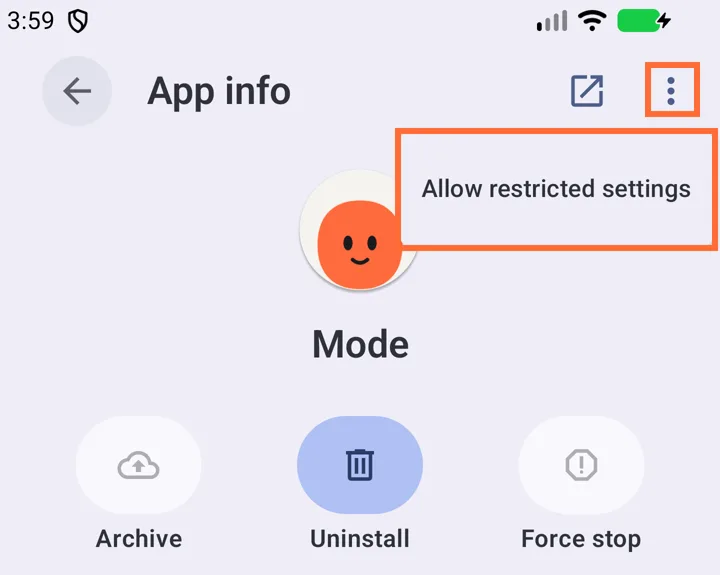 3:59
App info
Allow restricted settings
Mode
Archive
Uninstall
Force stop